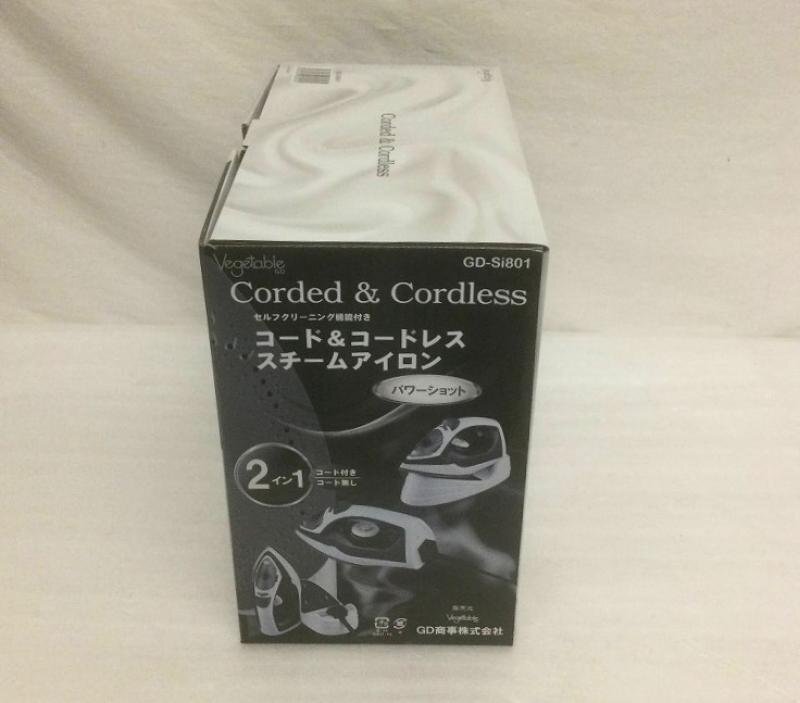 Corded & Cordless
Vegetable
GD
GD-Si801
Corded & Cordless
セルフクリーニング機能付き
コード＆コードレス
スチームアイロン
パワーショット
2イン1
コード付き
コード無し
販売元
Vegetable
GD商事株式会社